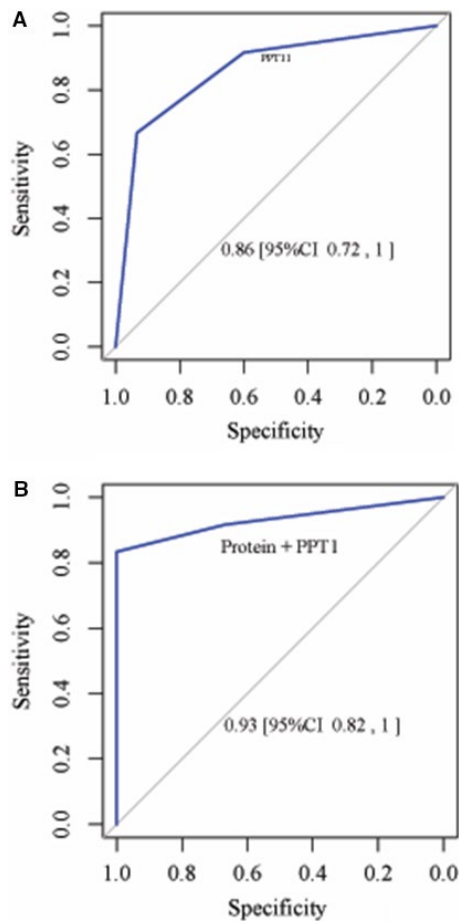 A
1.0
0.8
0.6
0.4
0.2
0.0
Sensitivity
PPT11
0.86 [95%CI 0.72 , 1 ]
1.0 0.8 0.6 0.4 0.2 0.0
Specificity
B
1.0
0.8
0.6
0.4
0.2
0.0
Sensitivity
Protein + PPT1
0.93 [95%CI 0.82 , 1 ]
1.0 0.8 0.6 0.4 0.2 0.0
Specificity